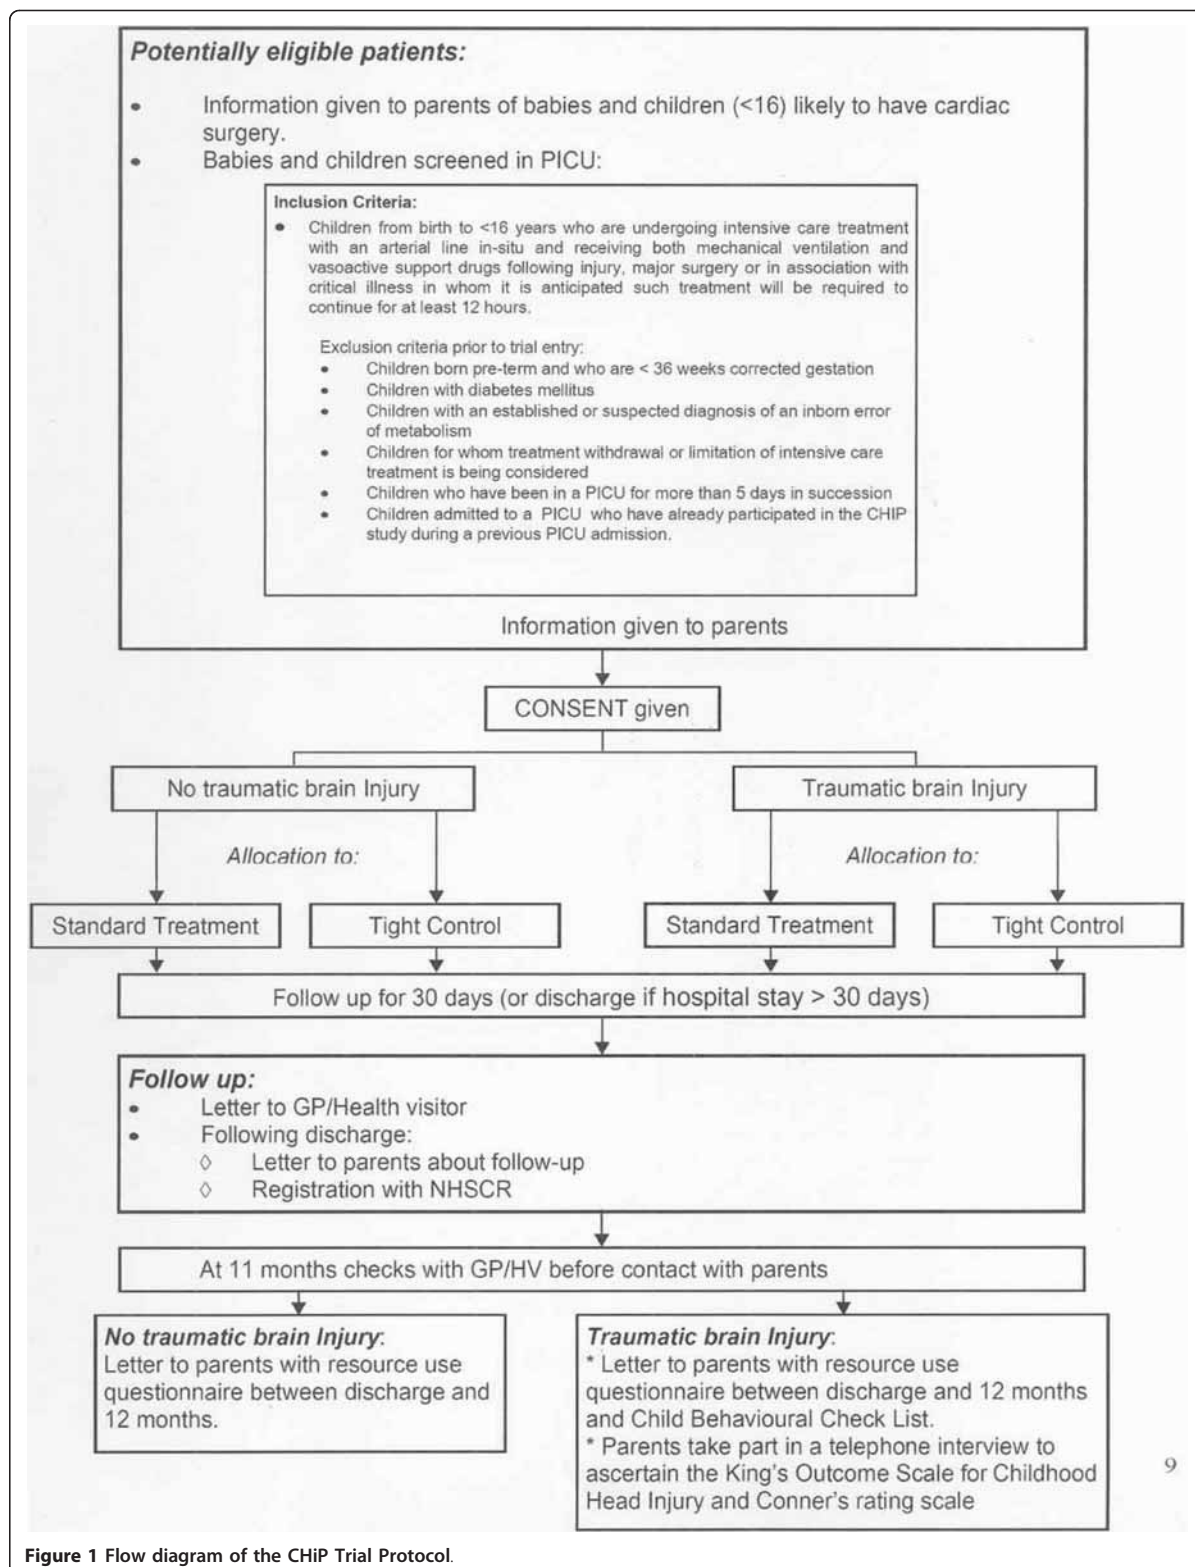 Potentially eligible patients:
• Information given to parents of babies and children (<16) likely to have cardiac
surgery.
• Babies and children screened in PICU:
Inclusion Criteria:
• Children from birth to <16 years who are undergoing intensive care treatment
with an arterial line in-situ and receiving both mechanical ventilation and
vasoactive support drugs following injury, major surgery or in association with
critical illness in whom it is anticipated such treatment will be required to
continue for at least 12 hours.
Exclusion criteria prior to trial entry:
• Children born pre-term and who are < 36 weeks corrected gestation
• Children with diabetes mellitus
• Children with an established or suspected diagnosis of an inborn error
of metabolism
• Children for whom treatment withdrawal or limitation of intensive care
treatment is being considered
• Children who have been in a PICU for more than 5 days in succession
• Children admitted to a PICU who have already participated in the CHIP
study during a previous PICU admission.
Information given to parents
CONSENT given
No traumatic brain Injury
Traumatic brain Injury
Allocation to:
Allocation to:
Standard Treatment
Tight Control
Standard Treatment
Tight Control
Follow up for 30 days (or discharge if hospital stay > 30 days)
Follow up:
• Letter to GP/Health visitor
• Following discharge:
◊ Letter to parents about follow-up
◊ Registration with NHSCR
At 11 months checks with GP/HV before contact with parents
No traumatic brain Injury:
Letter to parents with resource use
questionnaire between discharge and
12 months.
Traumatic brain Injury:
* Letter to parents with resource use
questionnaire between discharge and 12 months
and Child Behavioural Check List.
* Parents take part in a telephone interview to
ascertain the King's Outcome Scale for Childhood
Head Injury and Conner's rating scale
9
Figure 1 Flow diagram of the CHiP Trial Protocol.